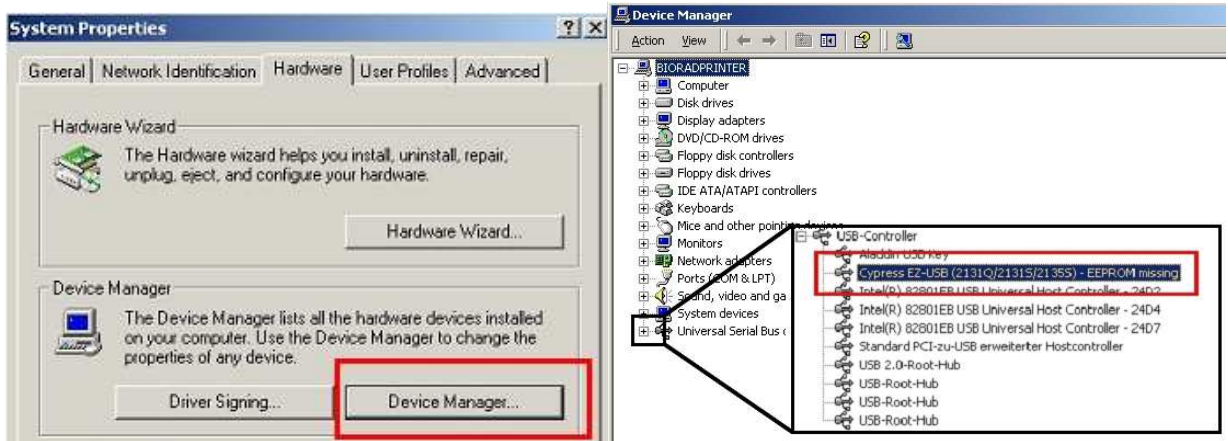 System Properties
General
Network Identification
Hardware
User Profiles
Advanced
Hardware Wizard
The Hardware wizard helps you install, uninstall, repair,
unplug, eject, and configure your hardware.
Hardware Wizard...
Device Manager
The Device Manager lists all the hardware devices installed
on your computer. Use the Device Manager to change the
properties of any device.
Driver Signing...
Device Manager...
Device Manager
Action View
BIORADPRINTER
Computer
Disk drives
Display adapters
DVD/CD-ROM drives
Floppy disk controllers
Floppy disk drives
IDE ATA/ATAPI controllers
Keyboards
Mice and other pointing devices
Monitors
Network adapters
Ports (COM & LPT)
Sound, video and ga
System devices
Universal Serial Bus c
USB-Controller
Aladdin USB Key
Cypress EZ-USB (2131Q/2131S/2135S) - EEPROM missing
Intel(R) 82801EB USB Universal Host Controller - 24D2
Intel(R) 82801EB USB Universal Host Controller - 24D4
Intel(R) 82801EB USB Universal Host Controller - 24D7
Standard PCI-zu-USB erweiterter Hostcontroller
USB 2.0-Root-Hub
USB-Root-Hub
USB-Root-Hub
USB-Root-Hub